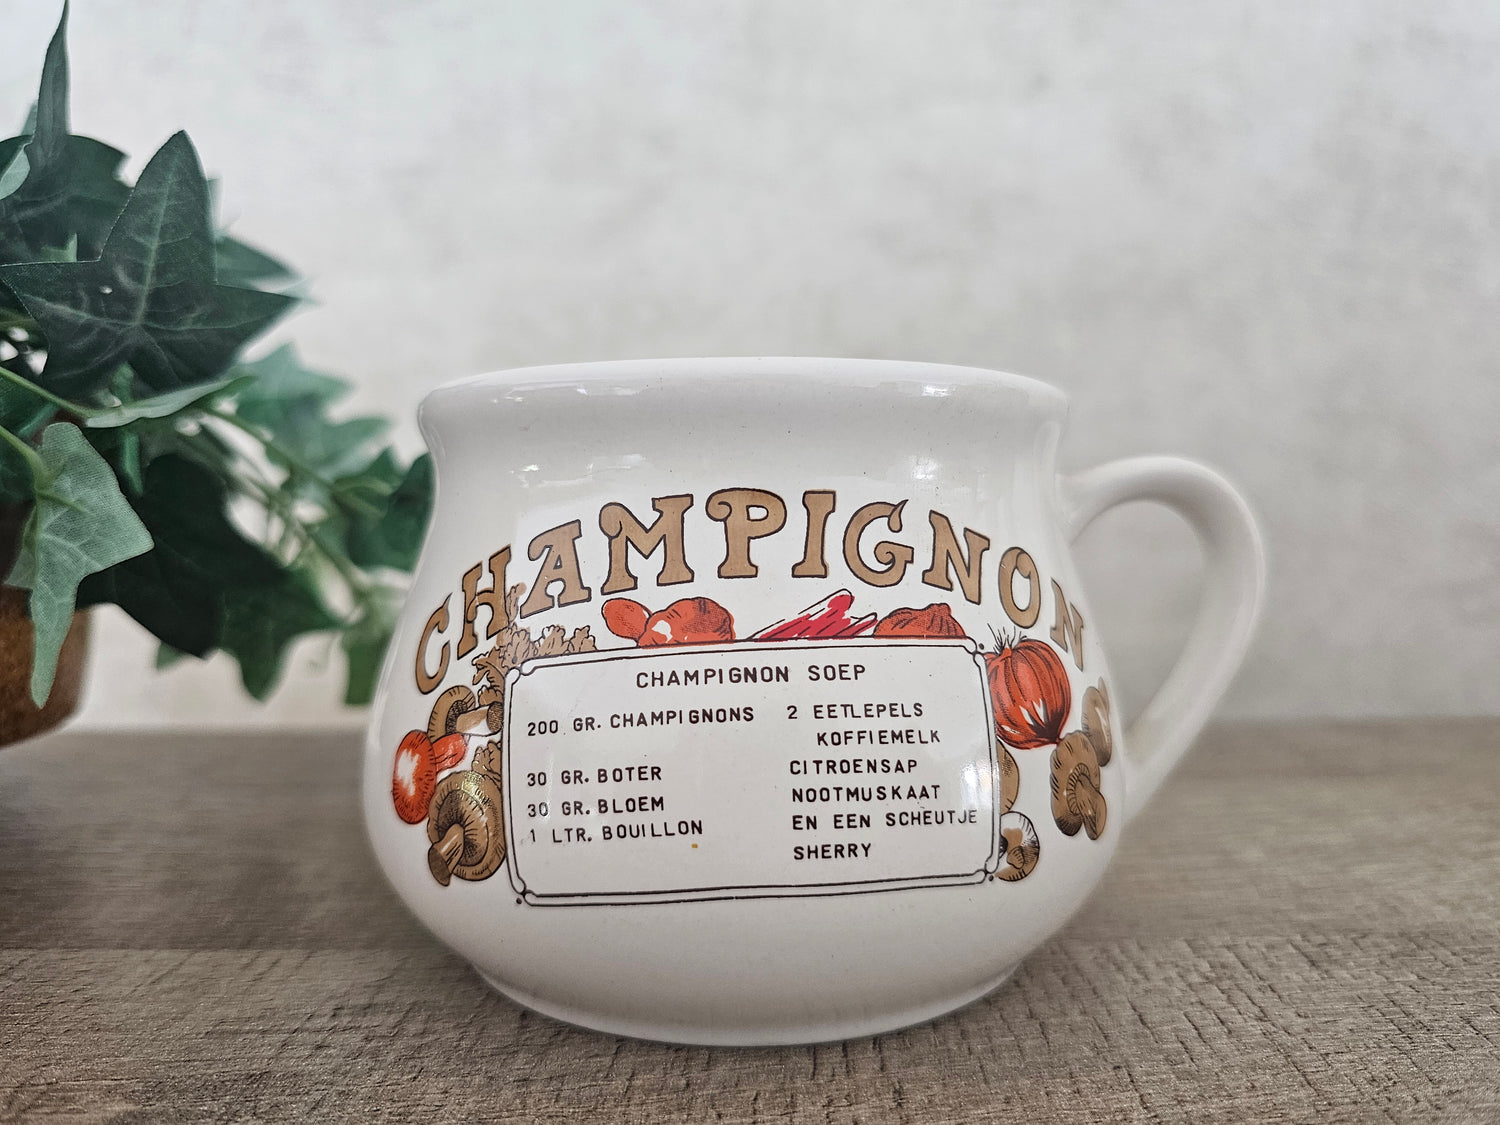 CHAMPIGNON
CHAMPIGNON SOEP
200 GR. CHAMPIGNONS
30 GR. BOTER
30 GR. BLOEM
1 LTR. BOUILLON
2 EETLEPELS
KOFFIEMELK
CITROENSAP
NOOTMUSKAAT
EN EEN SCHEUTJE
SHERRY